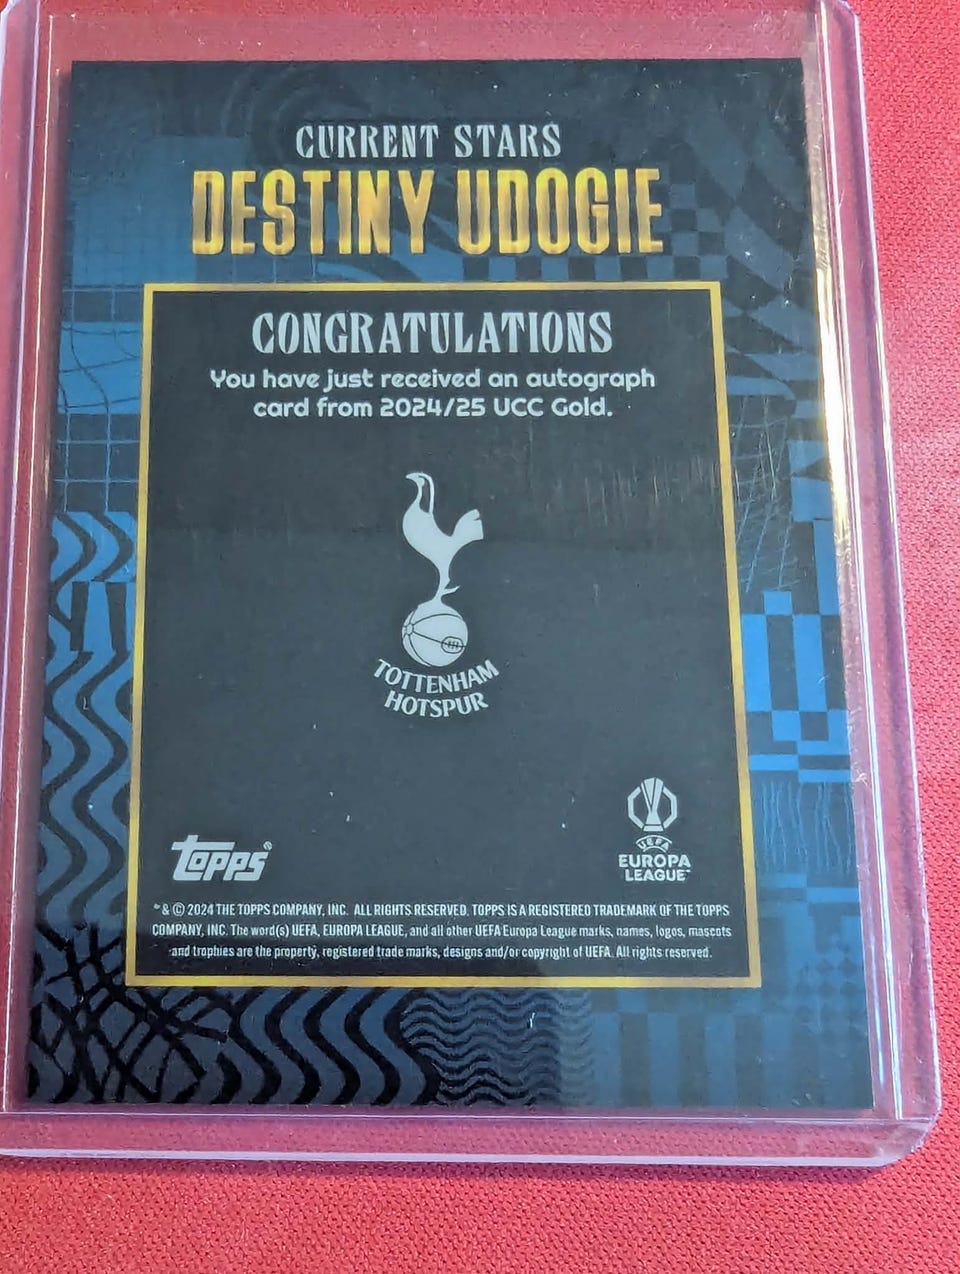 CURRENT STARS
DESTINY UDOGIE
CONGRATULATIONS
You have just received an autograph
card from 2024/25 UCC Gold.
TOTTENHAM
HOTSPUR
Topps®
UEFA
EUROPA
LEAGUE™
® & © 2024 THE TOPPS COMPANY, INC. ALL RIGHTS RESERVED. TOPPS IS A REGISTERED TRADEMARK OF THE TOPPS
COMPANY, INC. The word(s) UEFA, EUROPA LEAGUE, and all other UEFA Europa League marks, names, logos, mascots
and trophies are the property, registered trade marks, designs and/or copyright of UEFA. All rights reserved.